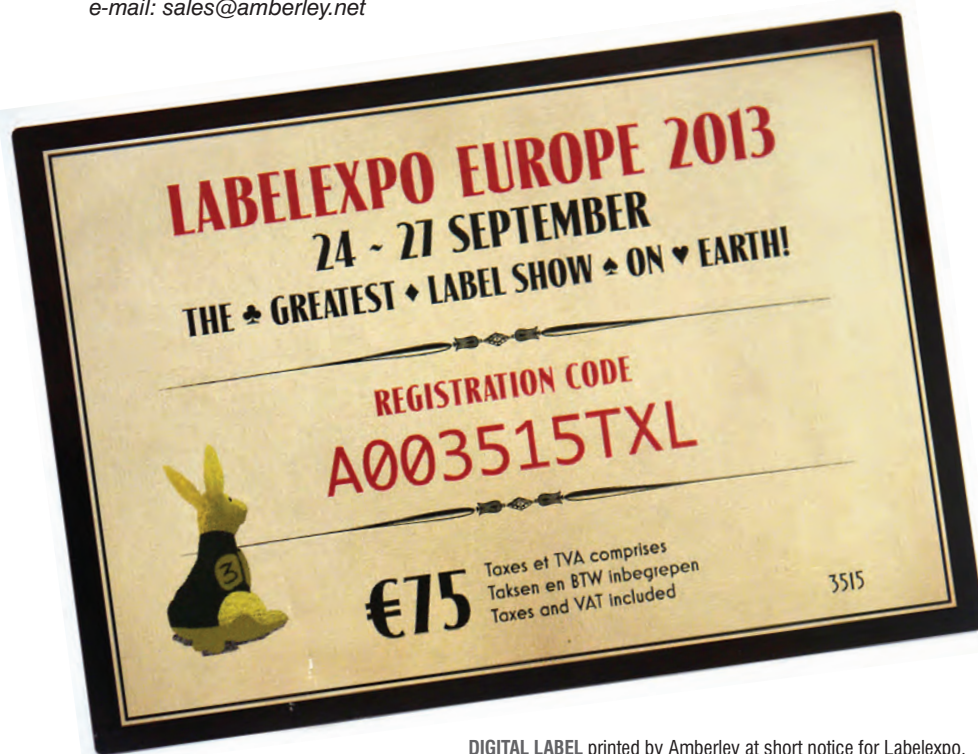 e-mail: sales@amberley.net
LABELEXPO EUROPE 2013
24 ~ 27 SEPTEMBER
THE ♣ GREATEST ♦ LABEL SHOW ♠ ON ♥ EARTH!
REGISTRATION CODE
A003515TXL
3
€75
Taxes et TVA comprises
Taksen en BTW inbegrepen
Taxes and VAT included
3515
DIGITAL LABEL printed by Amberley at short notice for Labelexpo.